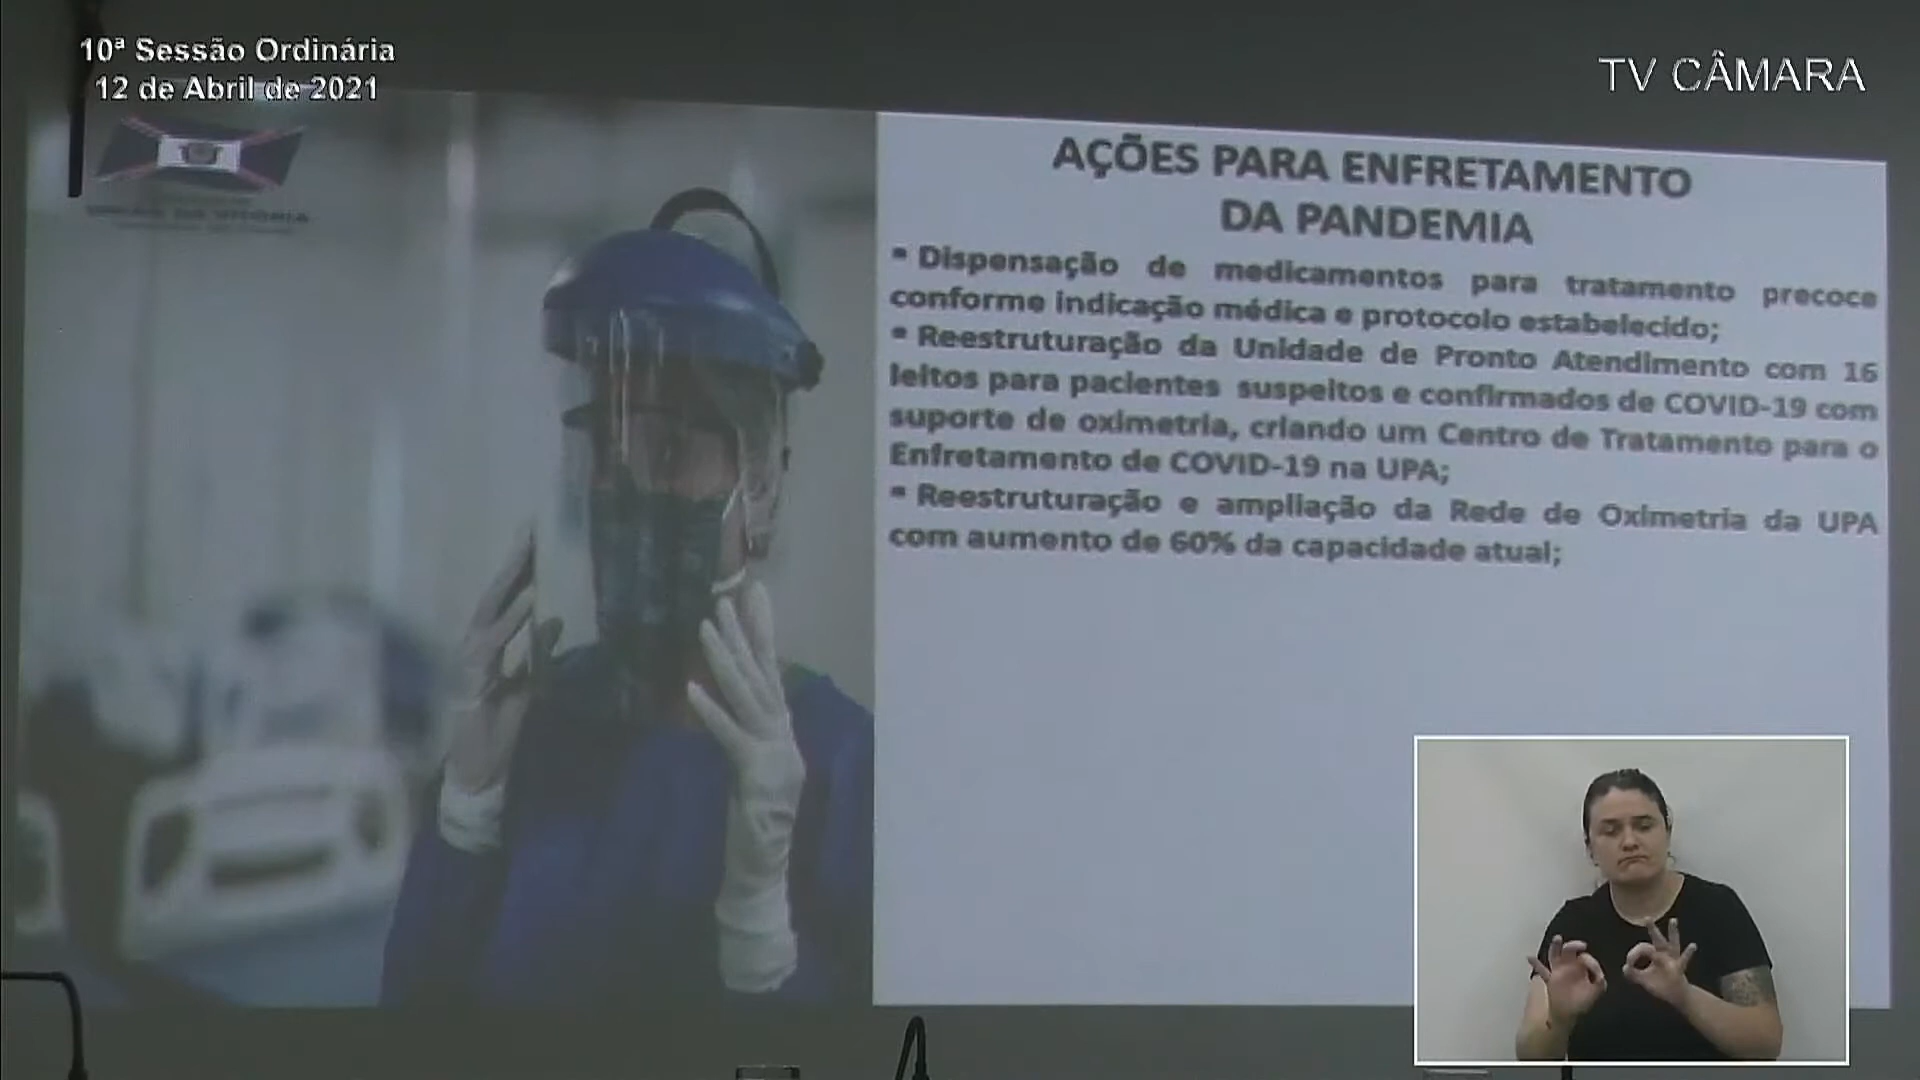 10ª Sessão Ordinária
12 de Abril de 2021
TV CÂMARA
AÇÕES PARA ENFRETAMENTO
DA PANDEMIA
▪ Dispensação de medicamentos para tratamento precoce
conforme indicação médica e protocolo estabelecido;
▪ Reestruturação da Unidade de Pronto Atendimento com 16
leitos para pacientes suspeitos e confirmados de COVID-19 com
suporte de oximetria, criando um Centro de Tratamento para o
Enfretamento de COVID-19 na UPA;
▪ Reestruturação e ampliação da Rede de Oximetria da UPA
com aumento de 60% da capacidade atual;